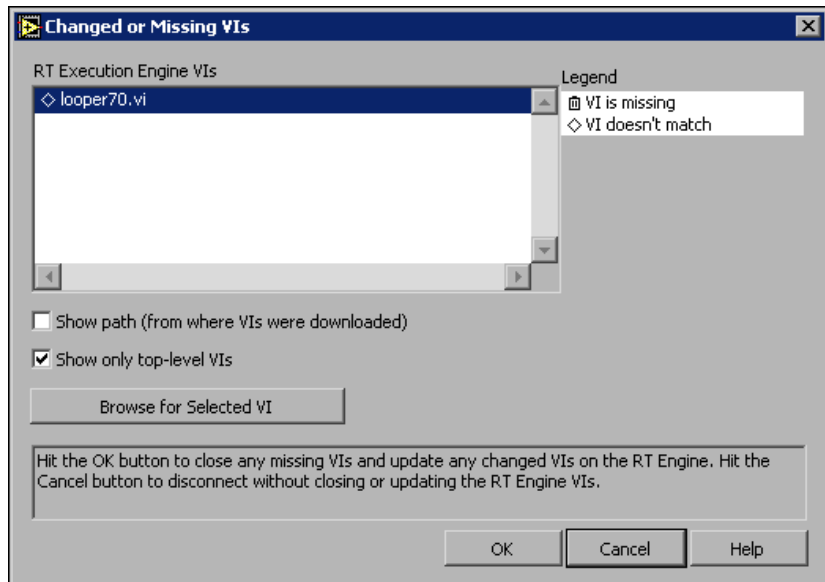 Changed or Missing VIs
RT Execution Engine VIs
looper70.vi
Legend
VI is missing
VI doesn't match
Show path (from where VIs were downloaded)
Show only top-level VIs
Browse for Selected VI
Hit the OK button to close any missing VIs and update any changed VIs on the RT Engine. Hit the
Cancel button to disconnect without closing or updating the RT Engine VIs.
OK
Cancel
Help